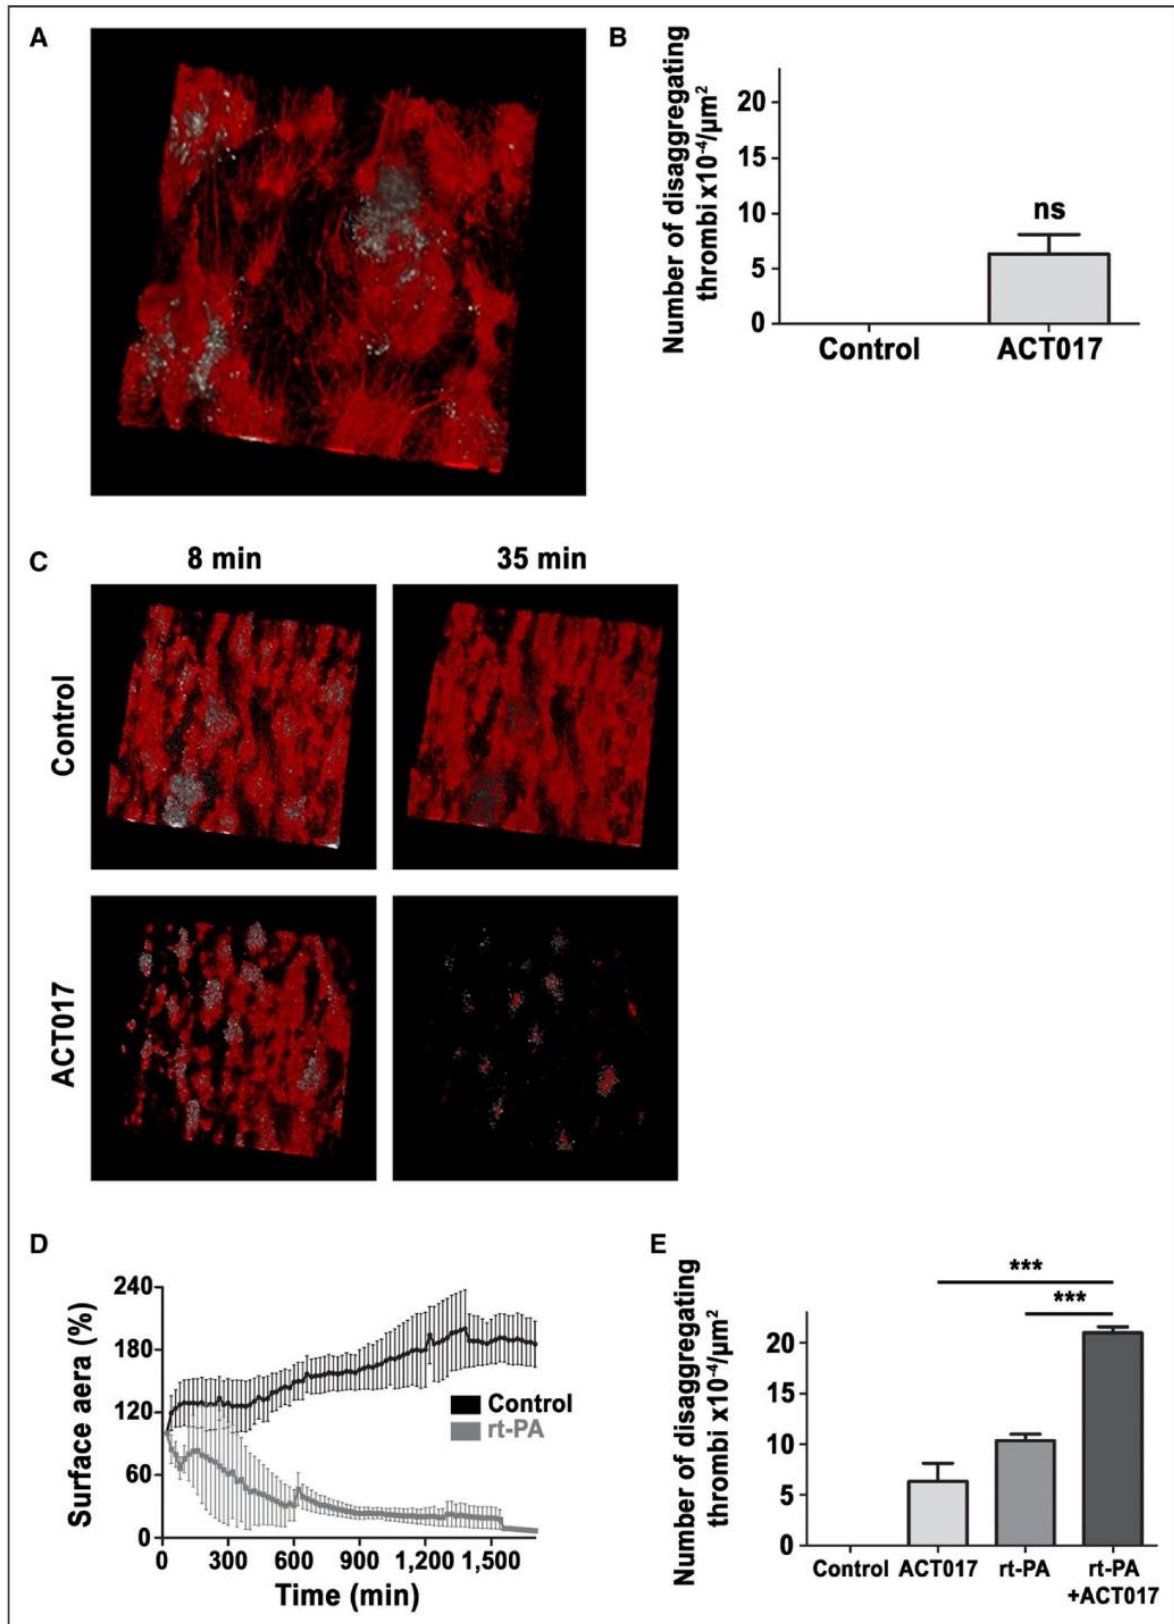 A
B
Number of disaggregating
thrombi x10⁻⁴/µm²
20
15
10
5
0
ns
Control
ACT017
C
8 min
35 min
Control
ACT017
D
Surface aera (%)
240
180
120
60
0
Control
rt-PA
0 300 600 900 1,200 1,500
Time (min)
E
Number of disaggregating
thrombi x10⁻⁴/µm²
***
***
20
15
10
5
0
Control ACT017 rt-PA rt-PA
+ACT017